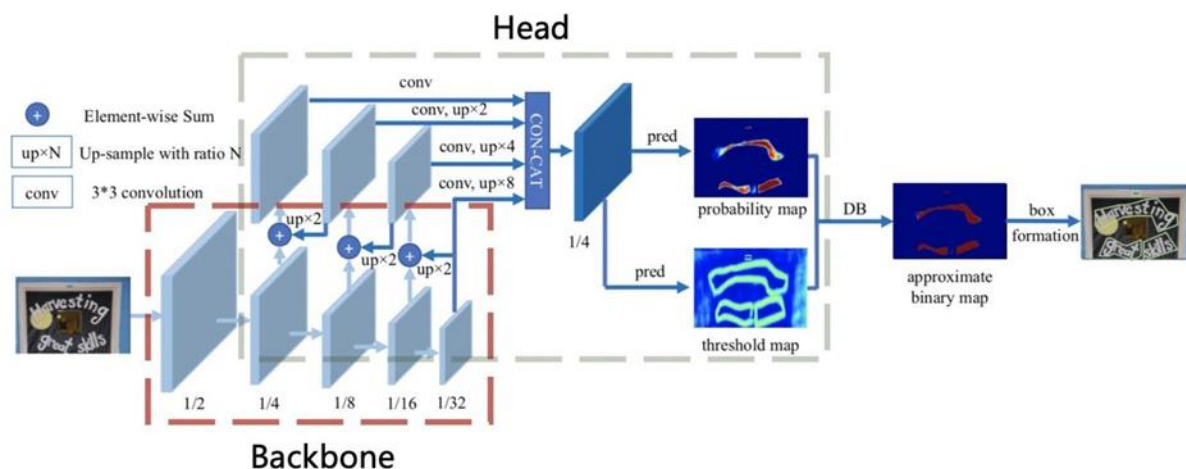 Head
conv
conv, up×2
conv, up×4
conv, up×8
CON-CAT
+
Element-wise Sum
up×N
Up-sample with ratio N
conv
3*3 convolution
up×2
+
up×2
+
up×2
+
1/4
pred
pred
probability map
threshold map
DB
approximate
binary map
box
formation
Harvesting
great skills
Harvesting
great skills
1/2
1/4
1/8
1/16
1/32
Backbone